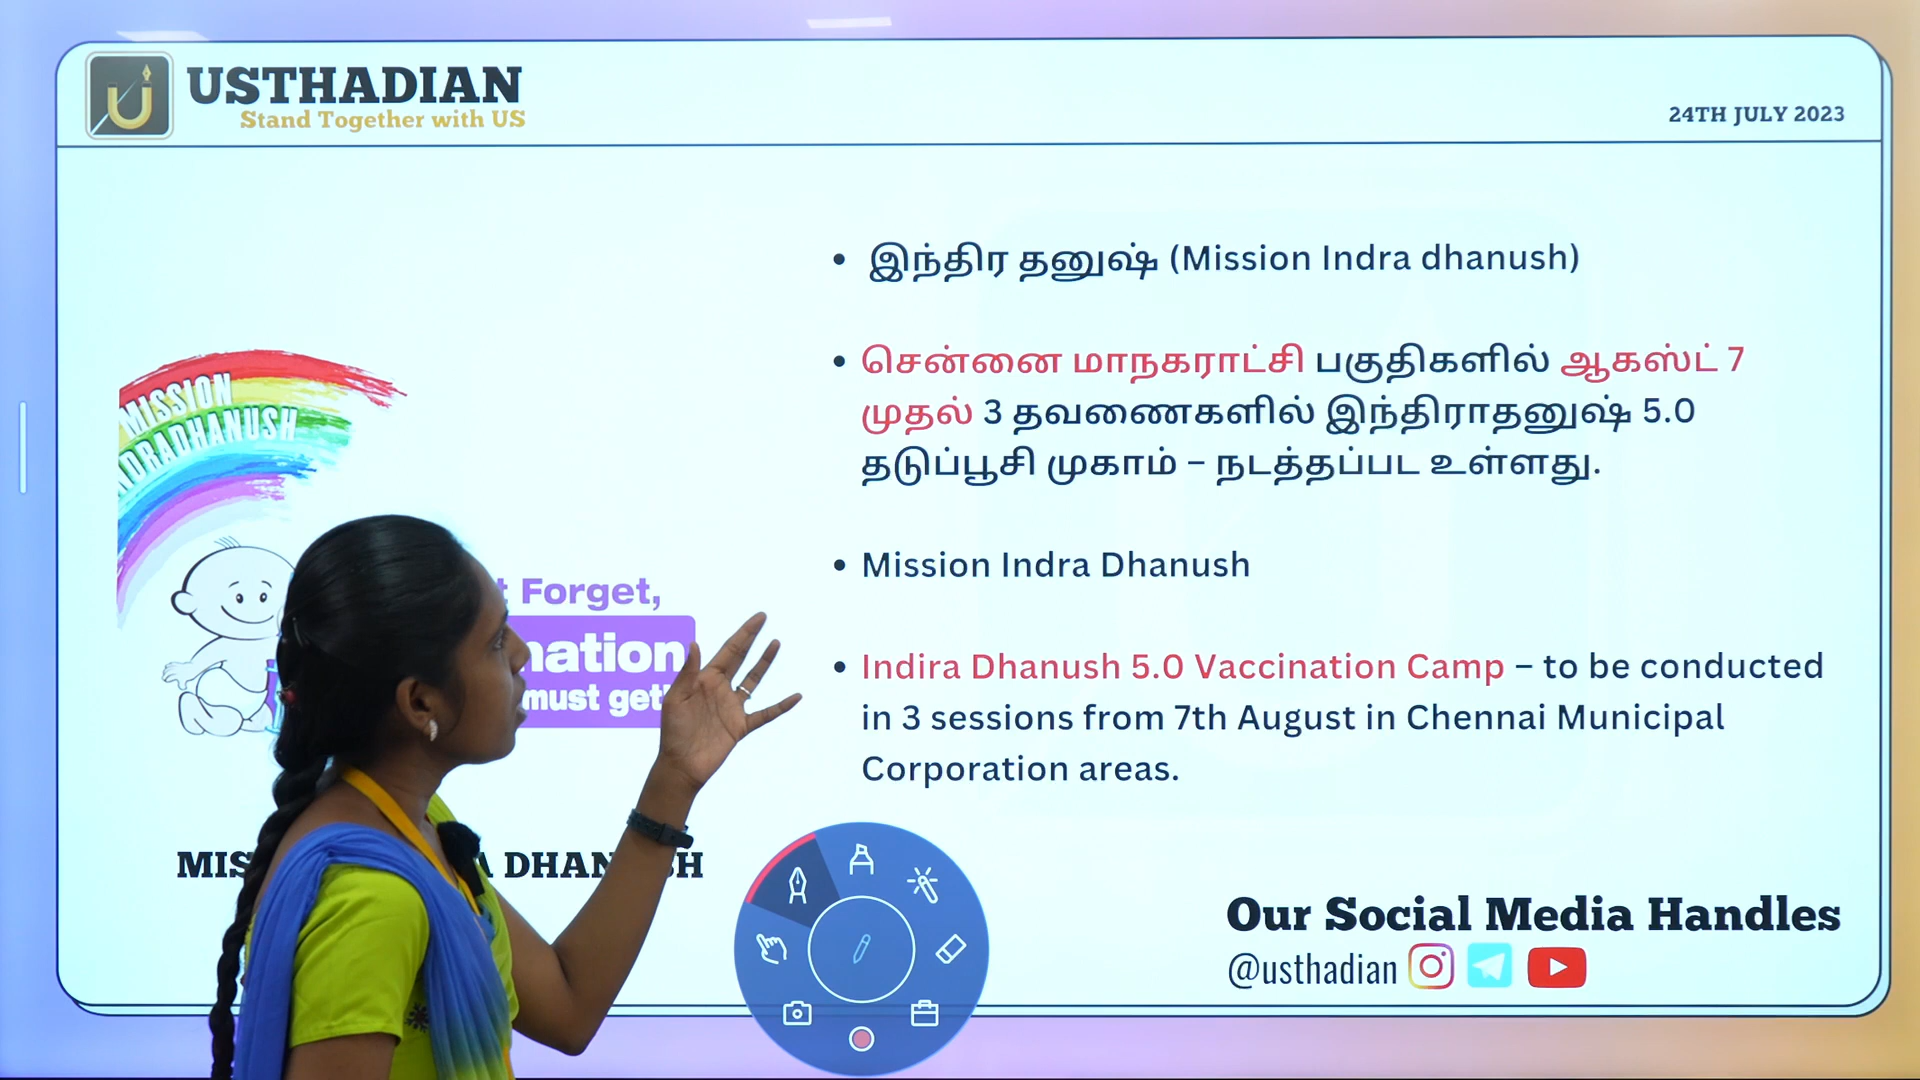 USTHADIAN
Stand Together with US
24TH JULY 2023
• இந்திர தனுஷ் (Mission Indra dhanush)
• சென்னை மாநகராட்சி பகுதிகளில் ஆகஸ்ட் 7
முதல் 3 தவணைகளில் இந்திராதனுஷ் 5.0
தடுப்பூசி முகாம் – நடத்தப்பட உள்ளது.
• Mission Indra Dhanush
• Indira Dhanush 5.0 Vaccination Camp – to be conducted
in 3 sessions from 7th August in Chennai Municipal
Corporation areas.
MISSION
Forget,
must get!
Our Social Media Handles
@usthadian